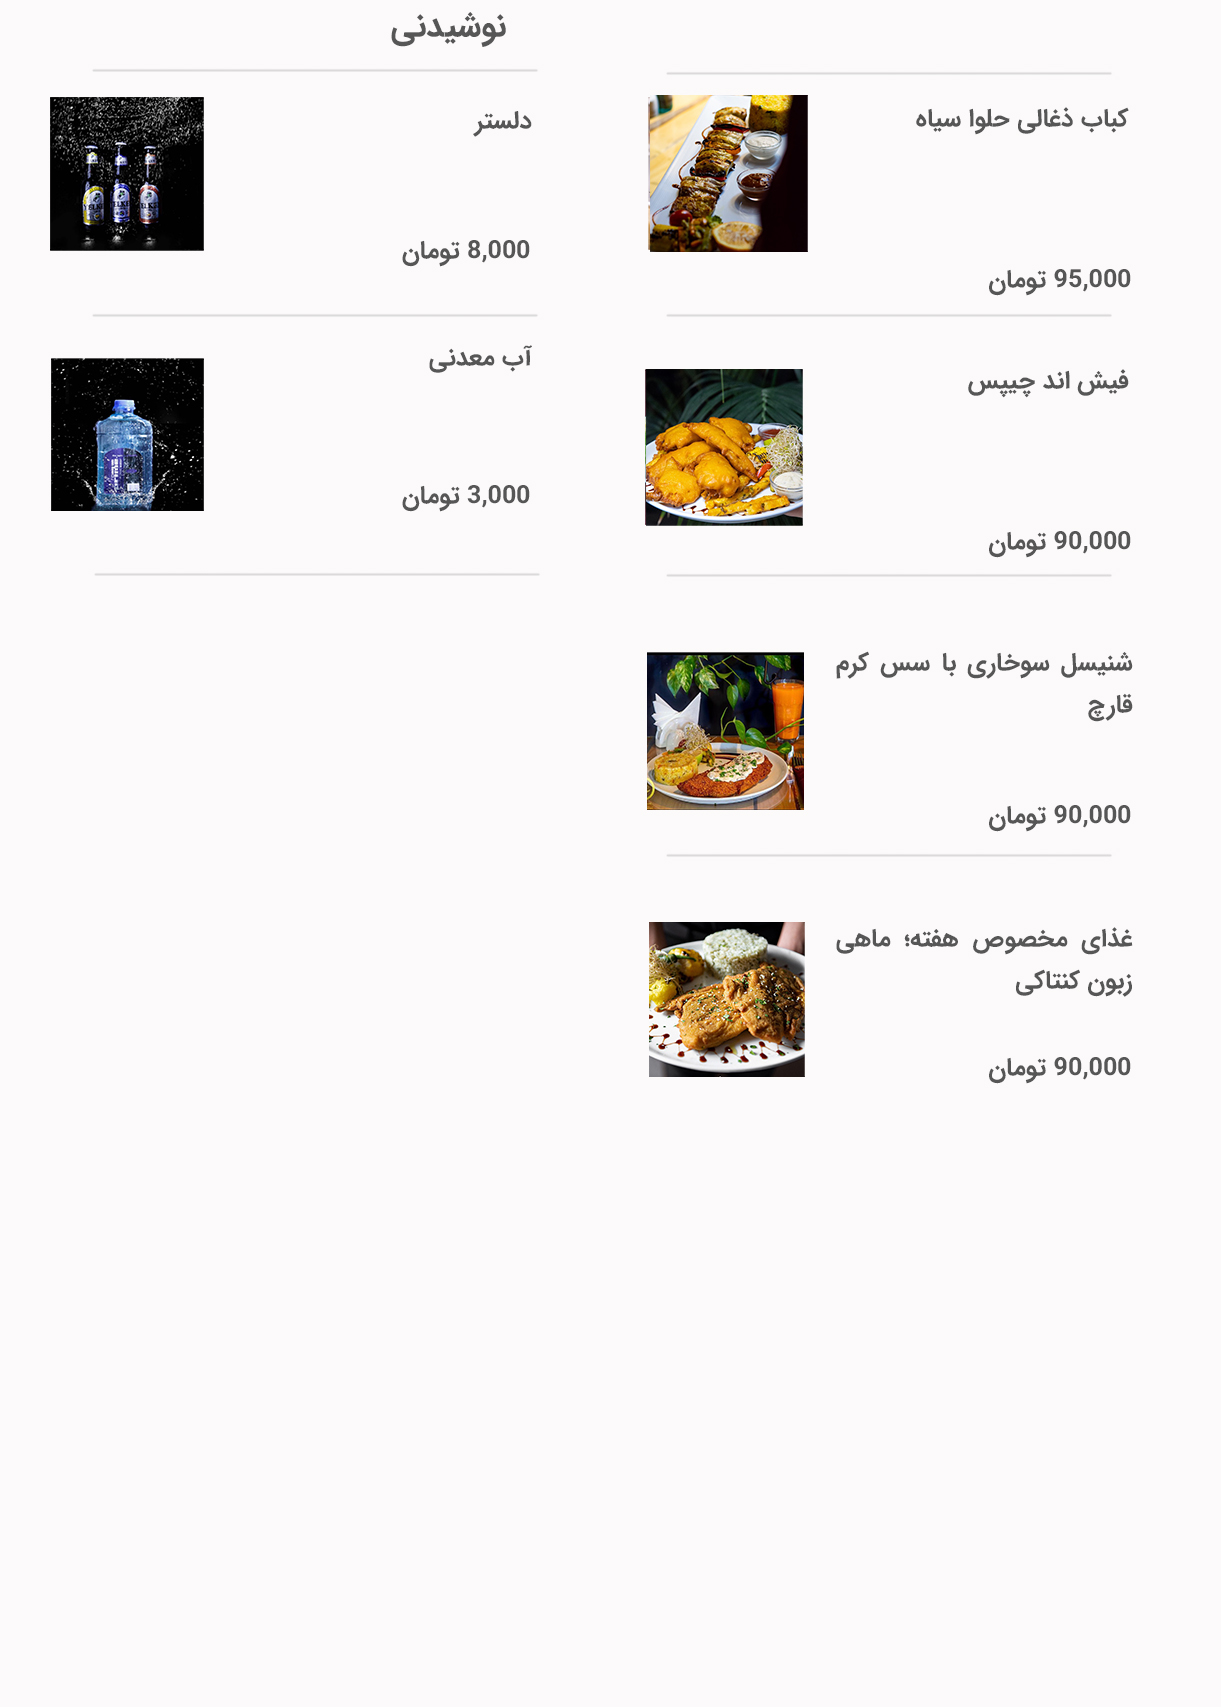 کباب ذغالی حلوا سیاه
95,000 تومان
فیش اند چیپس
90,000 تومان
شنیسل سوخاری با سس کرم
قارچ
90,000 تومان
غذای مخصوص هفته؛ ماهی
زبون کنتاکی
90,000 تومان
نوشیدنی
دلستر
8,000 تومان
آب معدنی
3,000 تومان